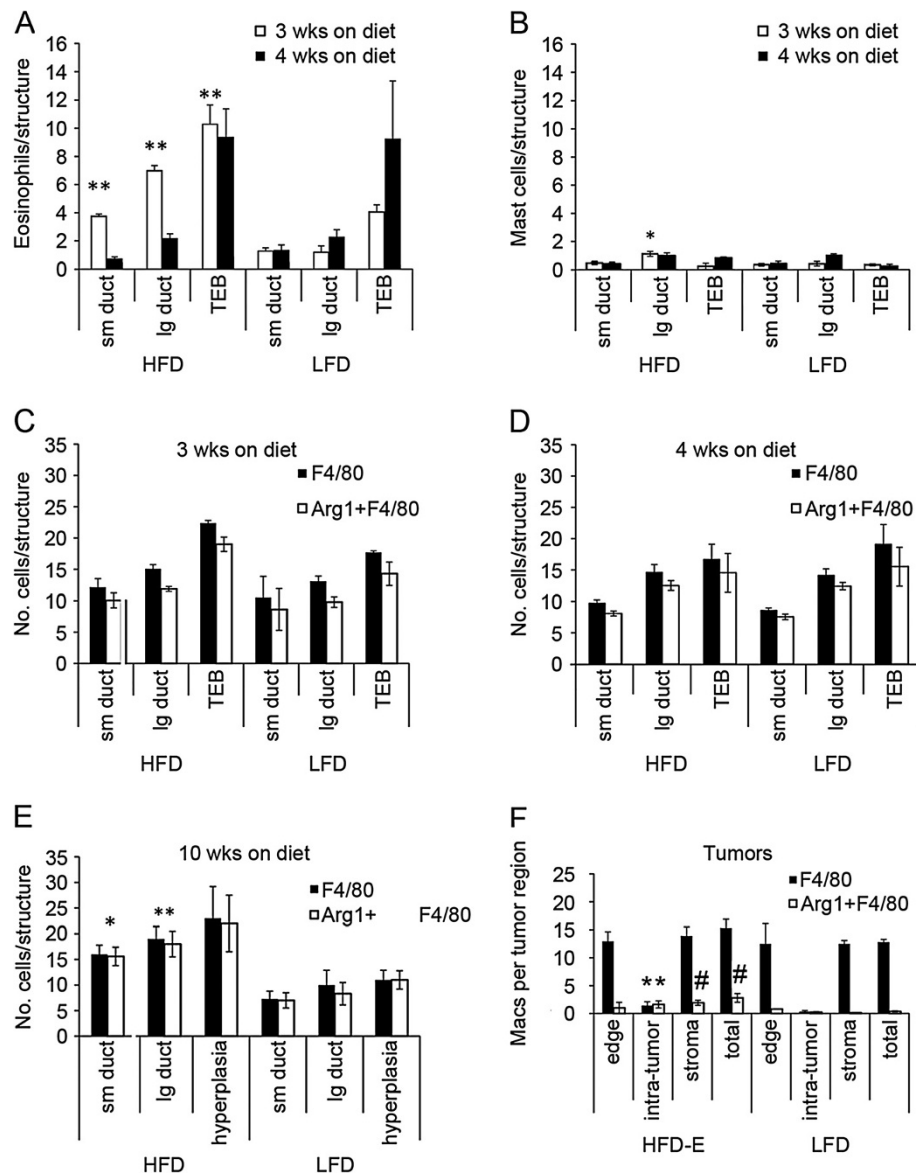 A
3 wks on diet
4 wks on diet
Eosinophils/structure
16
14
12
10
8
6
4
2
0
**
**
**
sm duct
lg duct
TEB
sm duct
lg duct
TEB
HFD
LFD
B
3 wks on diet
4 wks on diet
Mast cells/structure
16
14
12
10
8
6
4
2
0
*
sm duct
lg duct
TEB
sm duct
lg duct
TEB
HFD
LFD
C
3 wks on diet
F4/80
Arg1+F4/80
No. cells/structure
35
30
25
20
15
10
5
0
sm duct
lg duct
TEB
sm duct
lg duct
TEB
HFD
LFD
D
4 wks on diet
F4/80
Arg1+F4/80
No. cells/structure
35
30
25
20
15
10
5
0
sm duct
lg duct
TEB
sm duct
lg duct
TEB
HFD
LFD
E
10 wks on diet
F4/80
Arg1+ F4/80
No. cells/structure
35
30
25
20
15
10
5
0
*
**
sm duct
lg duct
hyperplasia
sm duct
lg duct
hyperplasia
HFD
LFD
F
Tumors
F4/80
Arg1+F4/80
Macs per tumor region
25
20
15
10
5
0
**
#
#
edge
intra-tumor
stroma
total
edge
intra-tumor
stroma
total
HFD-E
LFD